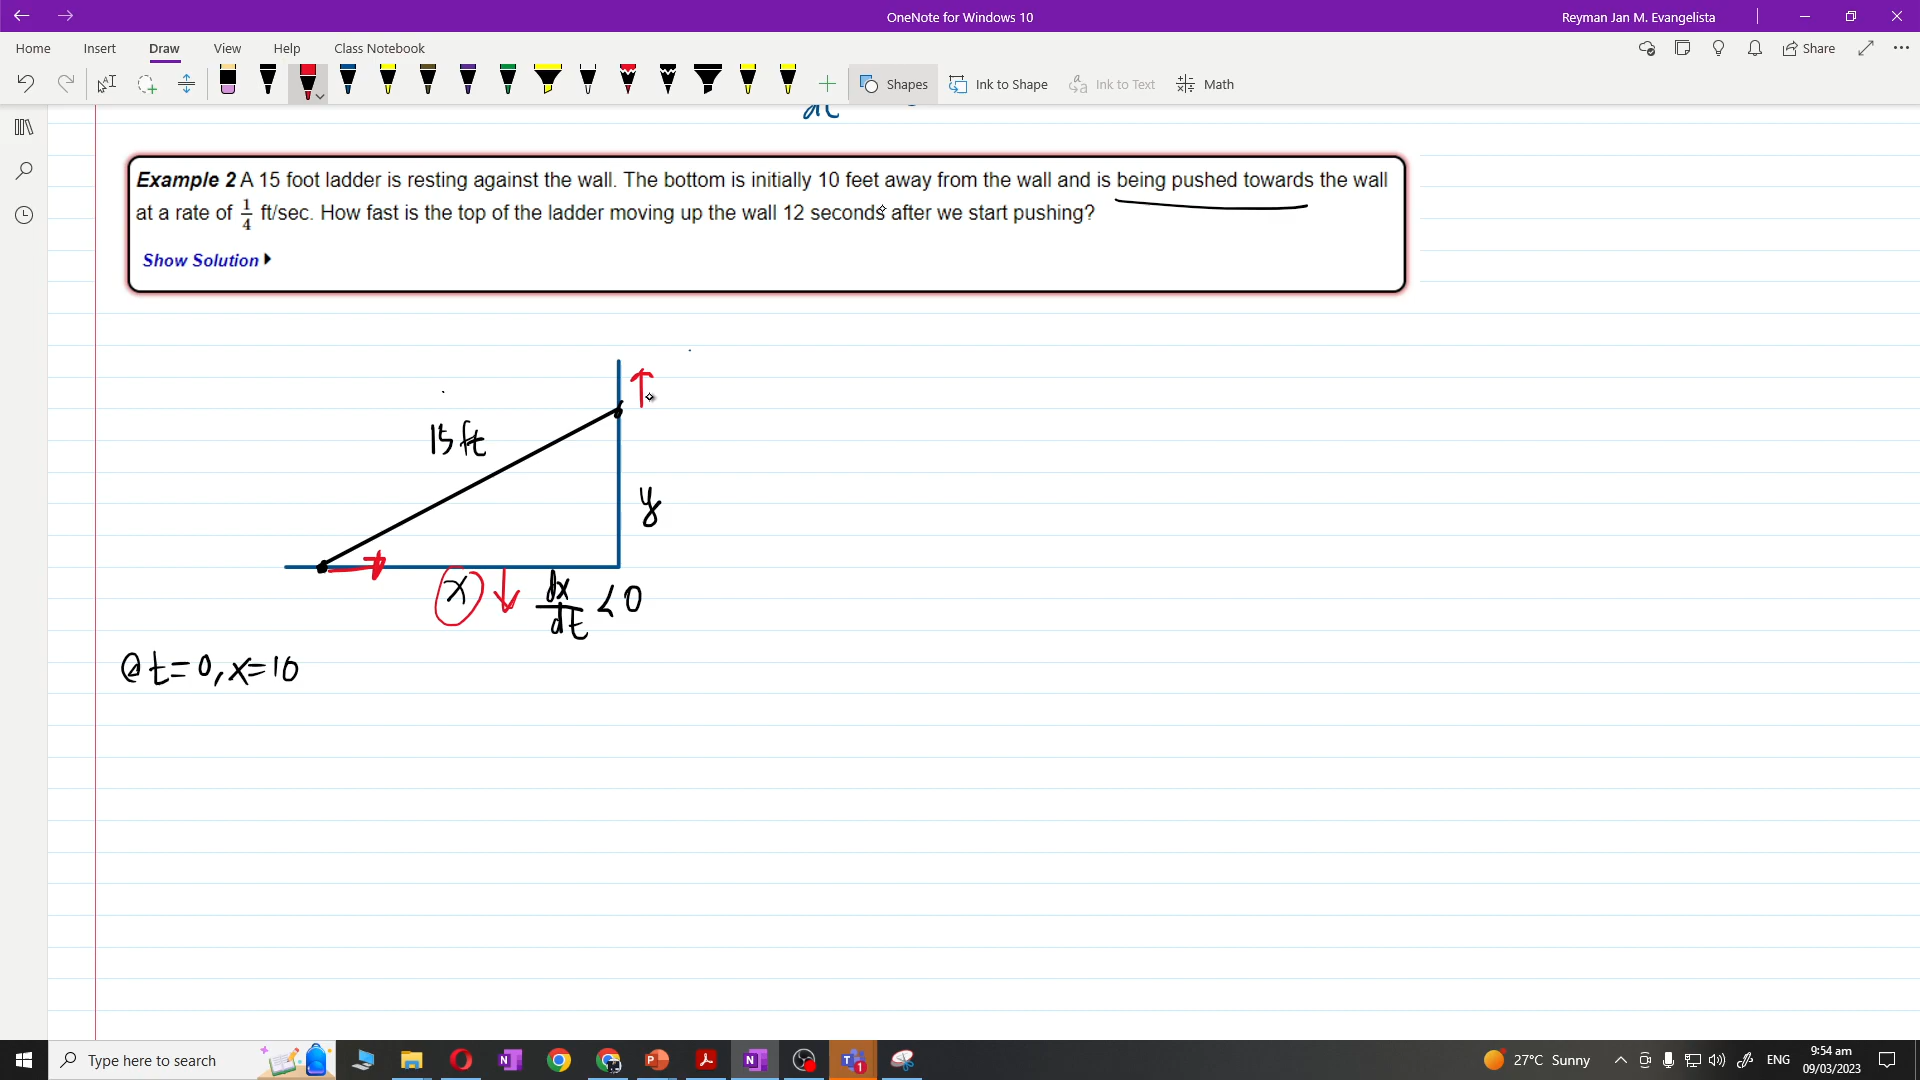 OneNote for Windows 10
Reyman Jan M. Evangelista
Home Insert Draw View Help Class Notebook
Share
Shapes Ink to Shape Ink to Text Math
dt
Example 2 A 15 foot ladder is resting against the wall. The bottom is initially 10 feet away from the wall and is being pushed towards the wall
at a rate of 1/4 ft/sec. How fast is the top of the ladder moving up the wall 12 seconds after we start pushing?
Show Solution
15 ft
y
x dx/dt < 0
@ t = 0, x = 10
Type here to search
27°C Sunny
ENG
9:54 am
09/03/2023